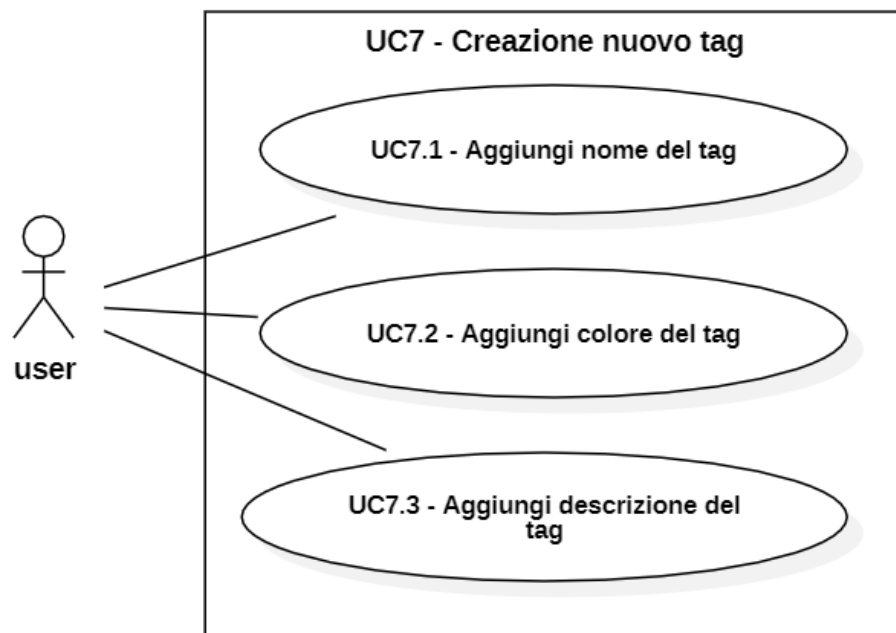 UC7 - Creazione nuovo tag
UC7.1 - Aggiungi nome del tag
UC7.2 - Aggiungi colore del tag
user
UC7.3 - Aggiungi descrizione del
tag